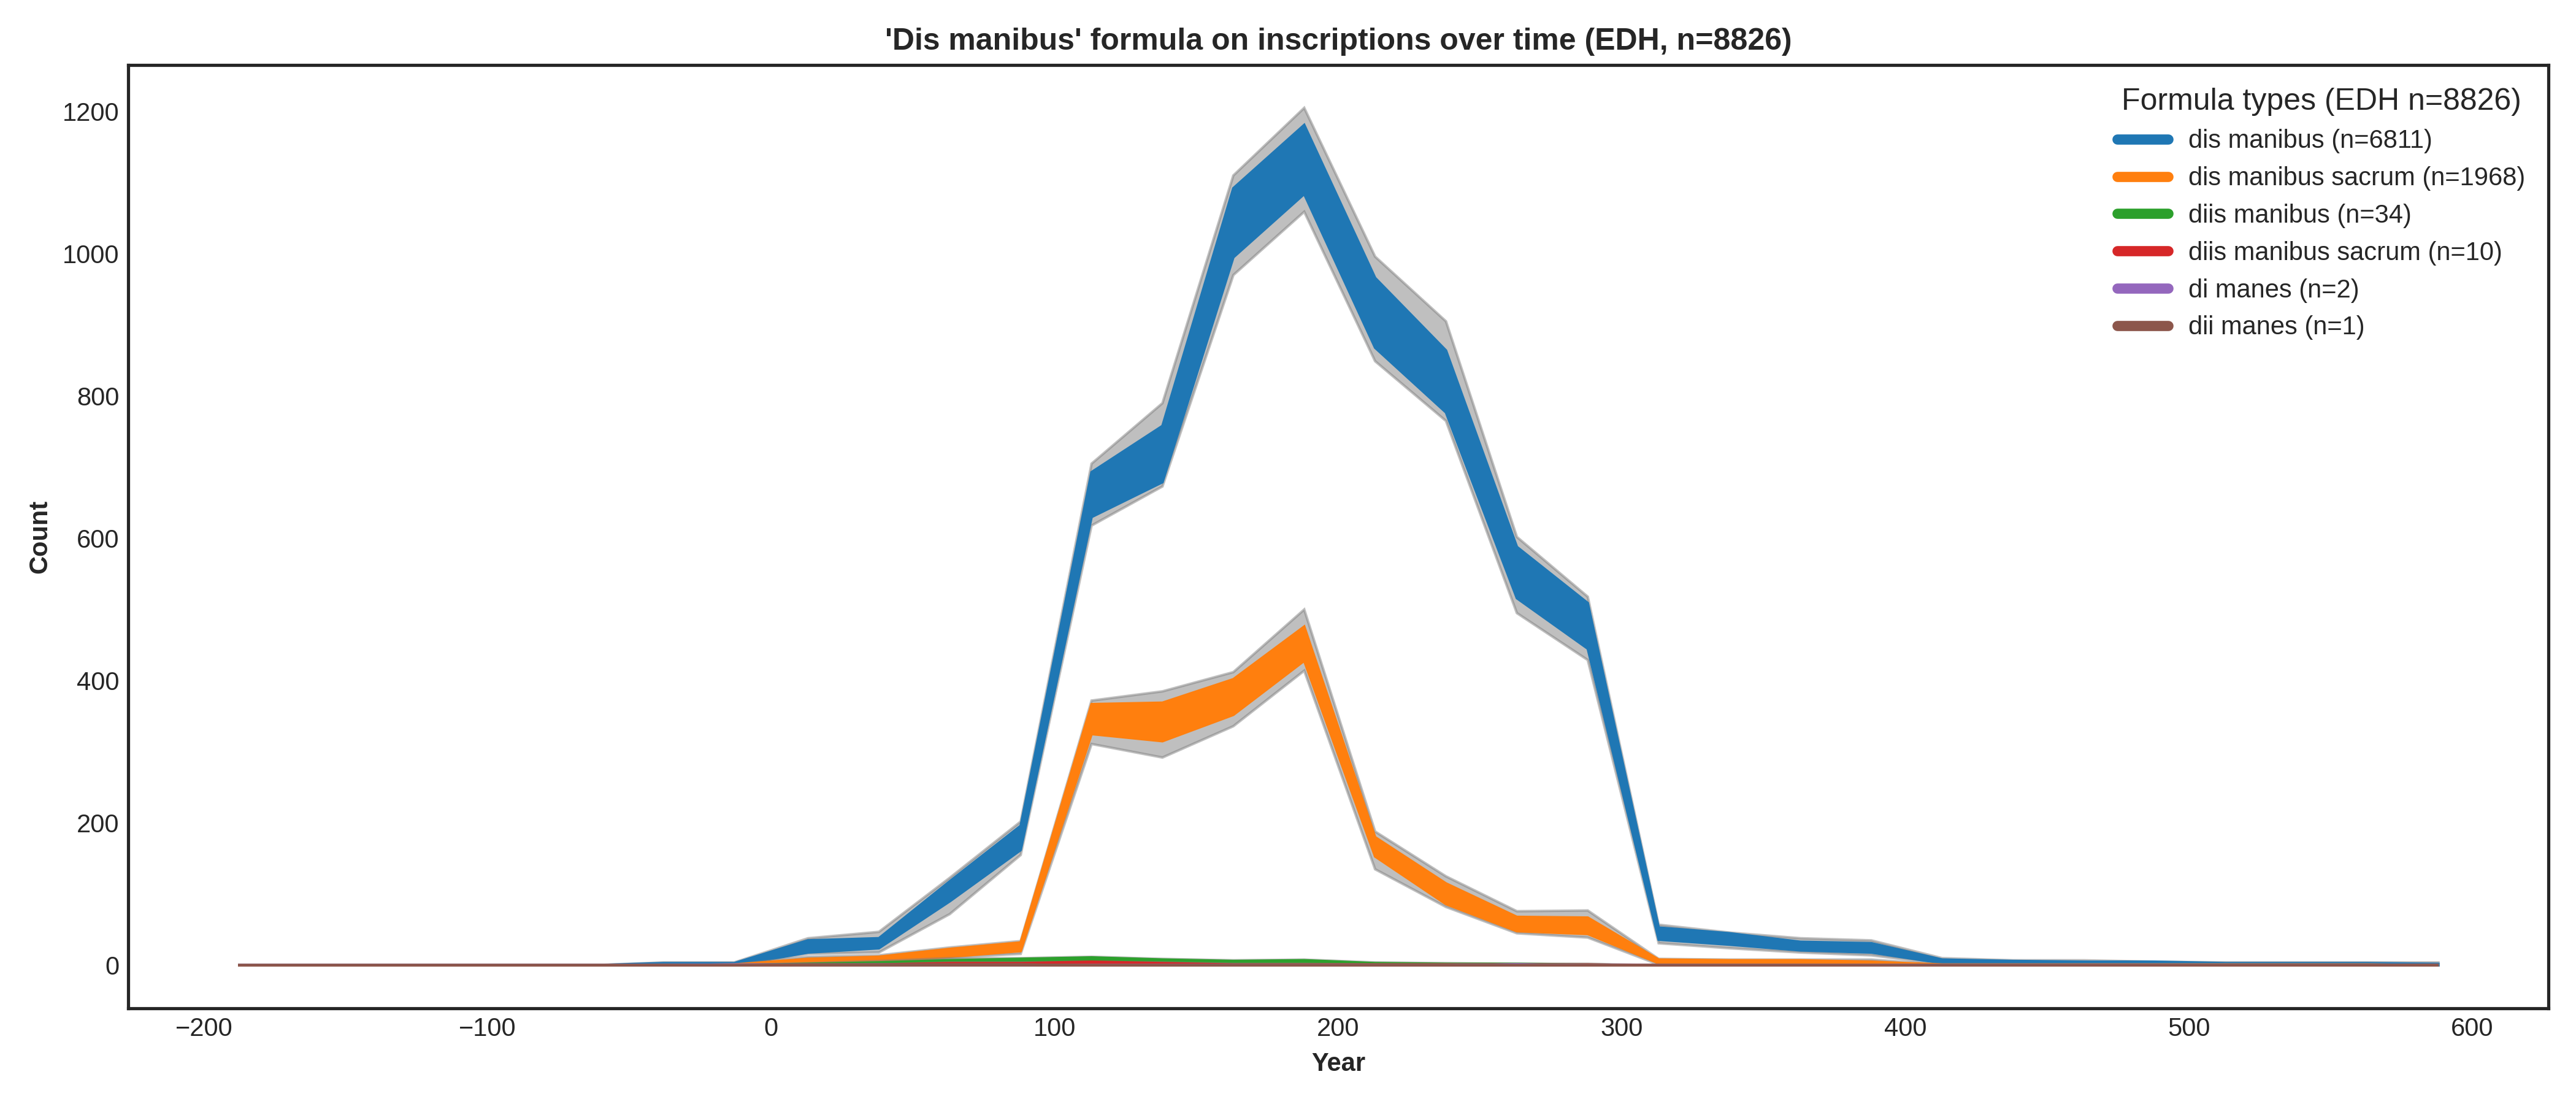 'Dis manibus' formula on inscriptions over time (EDH, n=8826)
Formula types (EDH n=8826)
dis manibus (n=6811)
dis manibus sacrum (n=1968)
diis manibus (n=34)
diis manibus sacrum (n=10)
di manes (n=2)
dii manes (n=1)
Count
1200
1000
800
600
400
200
0
−200 −100 0 100 200 300 400 500 600
Year